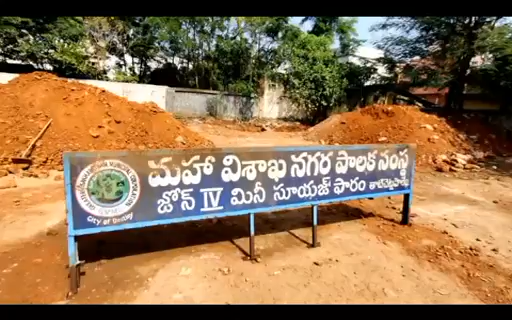 మహా విశాఖ నగర పాలక సంస్థ
జోన్ IV మినీ సూయజ్ ఫారం
City of Destiny